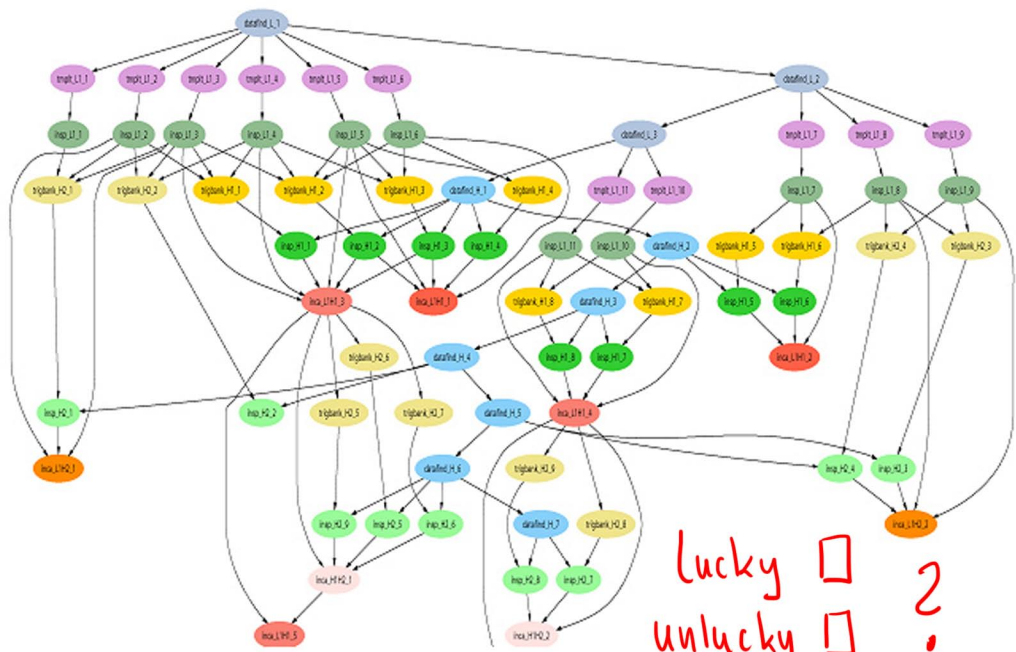 datafind_L_1
tmplt_L1_1 tmplt_L1_2 tmplt_L1_3 tmplt_L1_4 tmplt_L1_5 tmplt_L1_6 datafind_L_2
insp_L1_1 insp_L1_2 insp_L1_3 insp_L1_4 insp_L1_5 insp_L1_6 datafind_L_3 tmplt_L1_7 tmplt_L1_8 tmplt_L1_9
trigbank_H2_1 trigbank_H2_2 trigbank_H1_1 trigbank_H1_2 trigbank_H1_3 datafind_H_1 trigbank_H1_4 tmplt_L1_11 tmplt_L1_10 insp_L1_7 insp_L1_8 insp_L1_9
insp_H1_1 insp_H1_2 insp_H1_3 insp_H1_4 insp_L1_11 insp_L1_10 datafind_H_2 trigbank_H1_5 trigbank_H1_6 trigbank_H2_4 trigbank_H2_3
inca_L1H1_3 inca_L1H1_1 trigbank_H1_8 datafind_H_3 trigbank_H1_7 insp_H1_5 insp_H1_6
trigbank_H2_6 datafind_H_4 insp_H1_8 insp_H1_7 inca_L1H1_2
insp_H2_1 insp_H2_2 trigbank_H2_5 trigbank_H2_7 datafind_H_5 inca_L1H1_4
inca_L1H2_1 datafind_H_6 trigbank_H2_9 insp_H2_4 insp_H2_3
insp_H2_9 insp_H2_5 insp_H2_6 datafind_H_7 trigbank_H2_8 inca_L1H2_2
inca_H1H2_1 insp_H2_8 insp_H2_7
inca_L1H1_5 inca_H1H2_2
lucky
unlucky ?